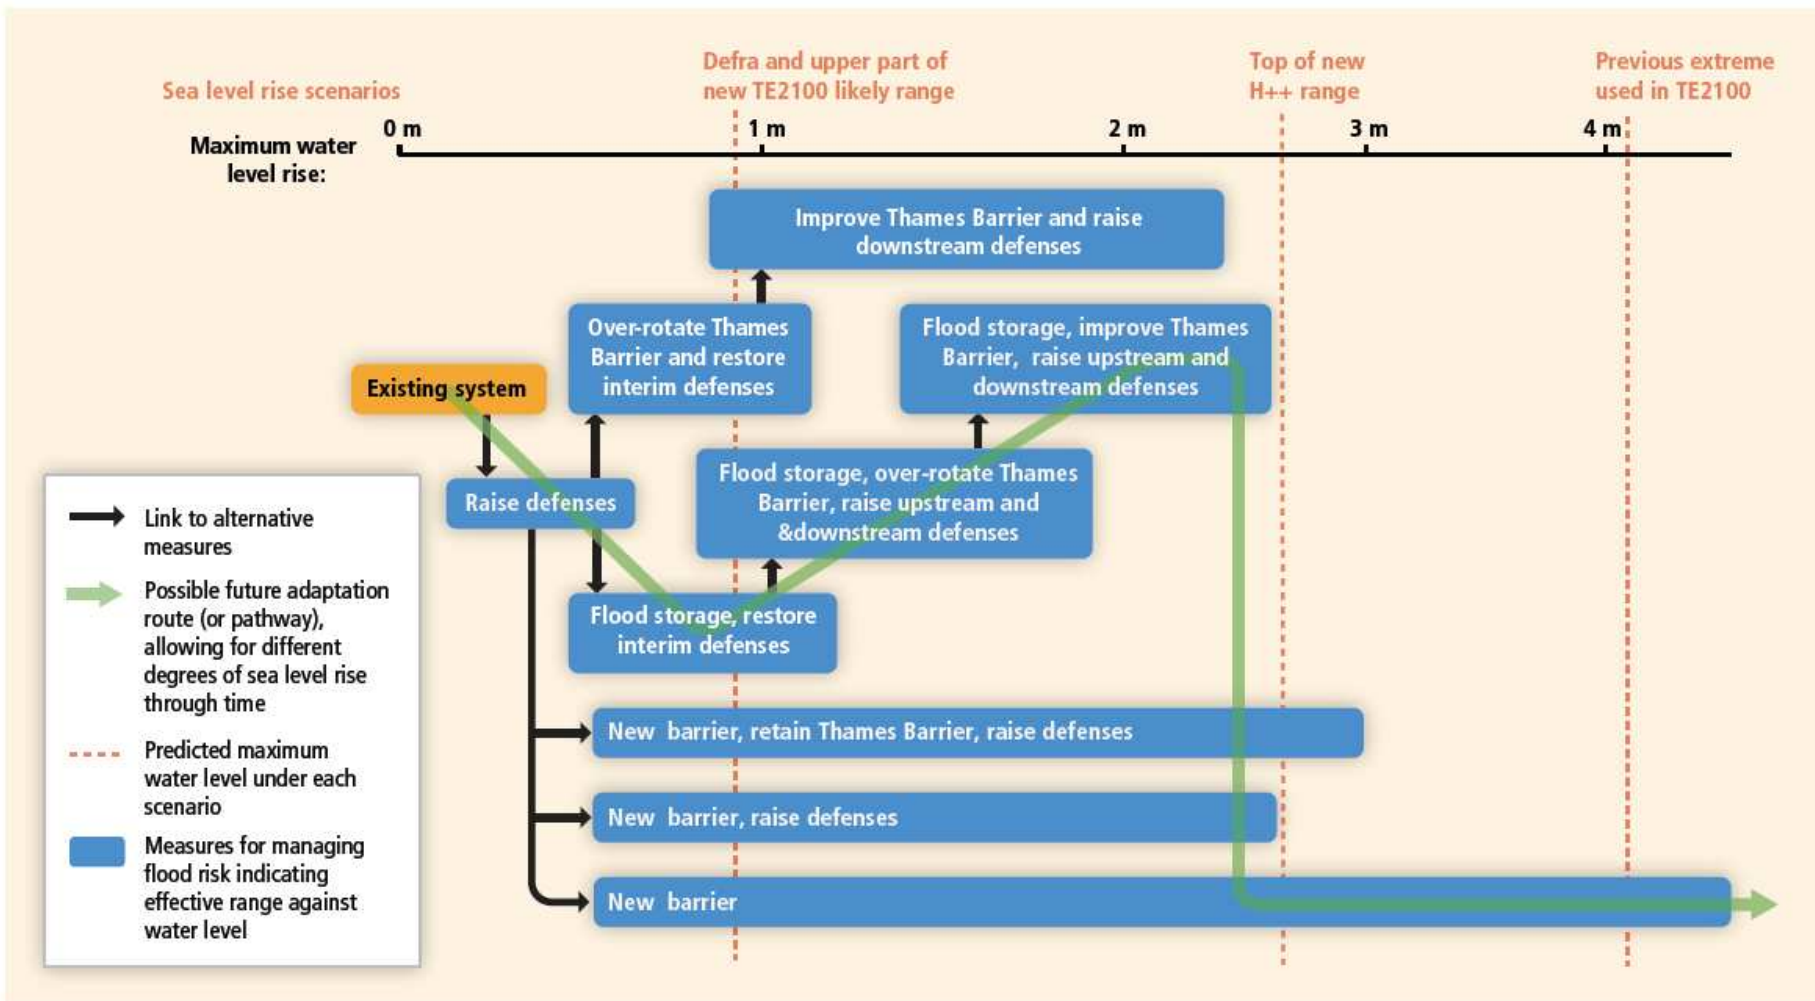 Sea level rise scenarios
Defra and upper part of
new TE2100 likely range
Top of new
H++ range
Previous extreme
used in TE2100
Maximum water
level rise:
0 m
1 m
2 m
3 m
4 m
Improve Thames Barrier and raise
downstream defenses
Over-rotate Thames
Barrier and restore
interim defenses
Flood storage, improve Thames
Barrier, raise upstream and
downstream defenses
Existing system
Raise defenses
Flood storage, over-rotate Thames
Barrier, raise upstream and
&downstream defenses
Flood storage, restore
interim defenses
New barrier, retain Thames Barrier, raise defenses
New barrier, raise defenses
New barrier
Link to alternative
measures
Possible future adaptation
route (or pathway),
allowing for different
degrees of sea level rise
through time
Predicted maximum
water level under each
scenario
Measures for managing
flood risk indicating
effective range against
water level